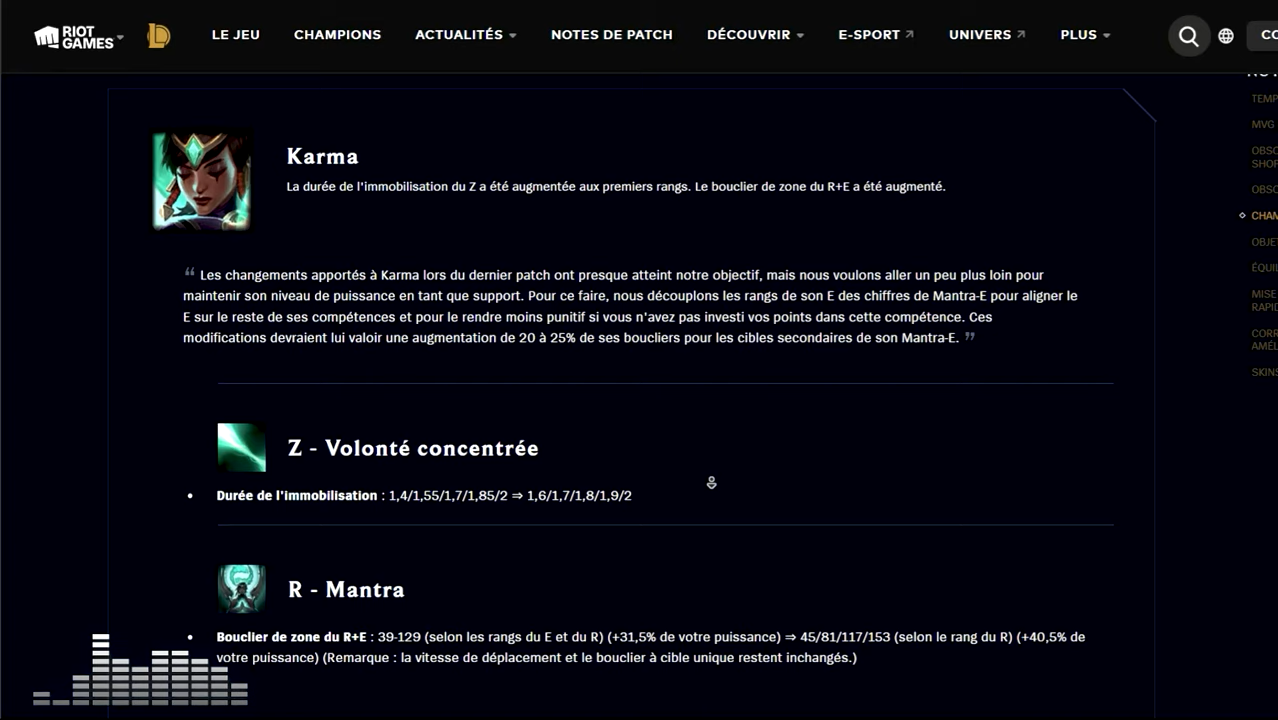 RIOT GAMES
LE JEU CHAMPIONS ACTUALITÉS NOTES DE PATCH DÉCOUVRIR E-SPORT UNIVERS PLUS CO
Karma
La durée de l'immobilisation du Z a été augmentée aux premiers rangs. Le bouclier de zone du R+E a été augmenté.
“ Les changements apportés à Karma lors du dernier patch ont presque atteint notre objectif, mais nous voulons aller un peu plus loin pour
maintenir son niveau de puissance en tant que support. Pour ce faire, nous découplons les rangs de son E des chiffres de Mantra-E pour aligner le
E sur le reste de ses compétences et pour le rendre moins punitif si vous n'avez pas investi vos points dans cette compétence. Ces
modifications devraient lui valoir une augmentation de 20 à 25% de ses boucliers pour les cibles secondaires de son Mantra-E. ”
Z - Volonté concentrée
• Durée de l'immobilisation : 1,4/1,55/1,7/1,85/2 ⇒ 1,6/1,7/1,8/1,9/2
R - Mantra
• Bouclier de zone du R+E : 39-129 (selon les rangs du E et du R) (+31,5% de votre puissance) ⇒ 45/81/117/153 (selon le rang du R) (+40,5% de
votre puissance) (Remarque : la vitesse de déplacement et le bouclier à cible unique restent inchangés.)
TEMP
MVG
OBSC
SHOP
OBSC
CHAM
OBJE
ÉQUI
MISE
RAPI
CORR
AMÉL
SKINS